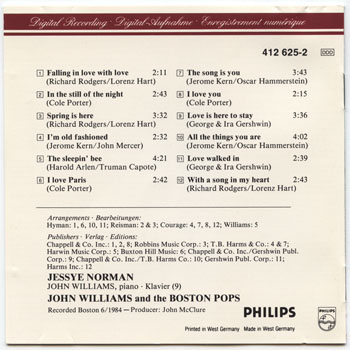 Digital Recording · Digital-Aufnahme · Enregistrement numérique
412 625-2 DDD
1 Falling in love with love 2:11
(Richard Rodgers/Lorenz Hart)
2 In the still of the night 2:43
(Cole Porter)
3 Spring is here 3:32
(Richard Rodgers/Lorenz Hart)
4 I'm old fashioned 2:32
(Jerome Kern/John Mercer)
5 The sleepin' bee 4:21
(Harold Arlen/Truman Capote)
6 I love Paris 2:42
(Cole Porter)
7 The song is you 3:43
(Jerome Kern/Oscar Hammerstein)
8 I love you 2:15
(Cole Porter)
9 Love is here to stay 3:36
(George & Ira Gershwin)
10 All the things you are 4:02
(Jerome Kern/Oscar Hammerstein)
11 Love walked in 2:39
(George & Ira Gershwin)
12 With a song in my heart 2:43
(Richard Rodgers/Lorenz Hart)
Arrangements · Bearbeitungen:
Hyman: 1, 6, 10, 11; Reisman: 2 & 3; Courage: 4, 7, 8, 12; Williams: 5
Publishers · Verlag · Editions:
Chappell & Co. Inc.: 1, 2, 8; Robbins Music Corp.: 3; T.B. Harms & Co.: 4 & 7;
Harwin Music Corp.: 5; Buxton Hill Music Corp.: 6; Gershwin Publ.
Corp.: 9; Chappell & Co. Inc./T.B. Harms Co.: 10; Gershwin Publ. Corp.: 11;
Harms Inc.: 12
JESSYE NORMAN
JOHN WILLIAMS, piano · Klavier (9)
JOHN WILLIAMS and the BOSTON POPS
Recorded Boston 6/1984 – Producer: John McClure
PHILIPS
Printed in West Germany Made in West Germany